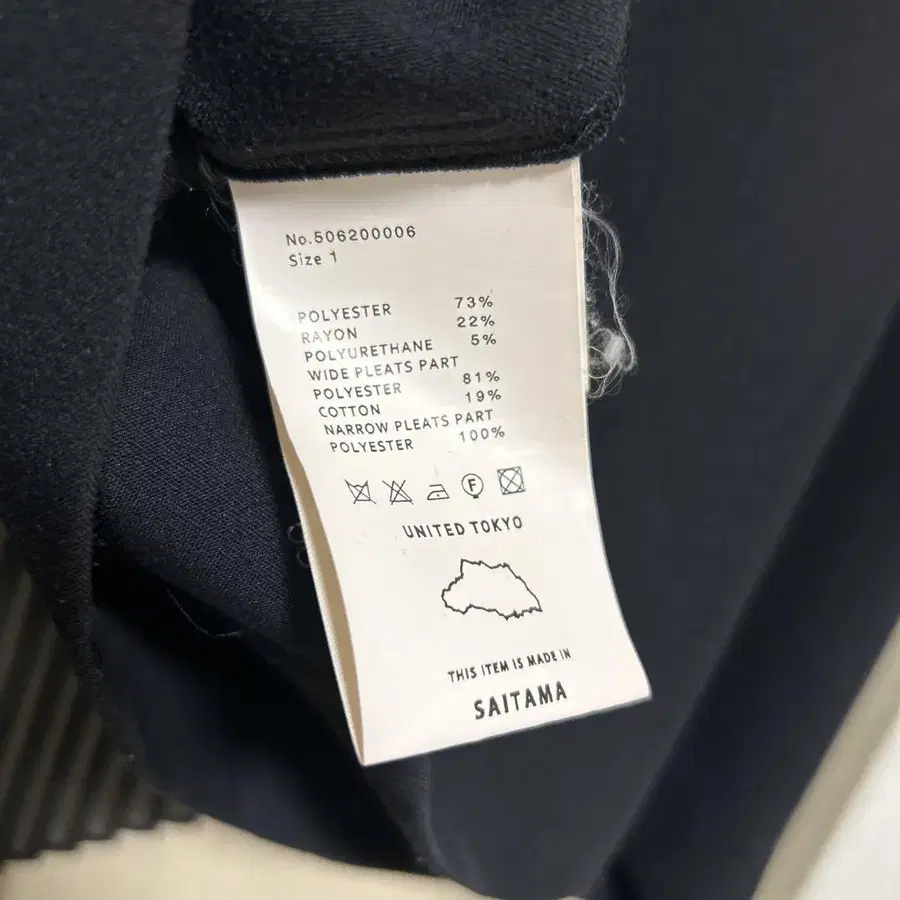 No.506200006
Size 1
POLYESTER 73%
RAYON 22%
POLYURETHANE 5%
WIDE PLEATS PART
POLYESTER 81%
COTTON 19%
NARROW PLEATS PART
POLYESTER 100%
F
UNITED TOKYO
THIS ITEM IS MADE IN
SAITAMA